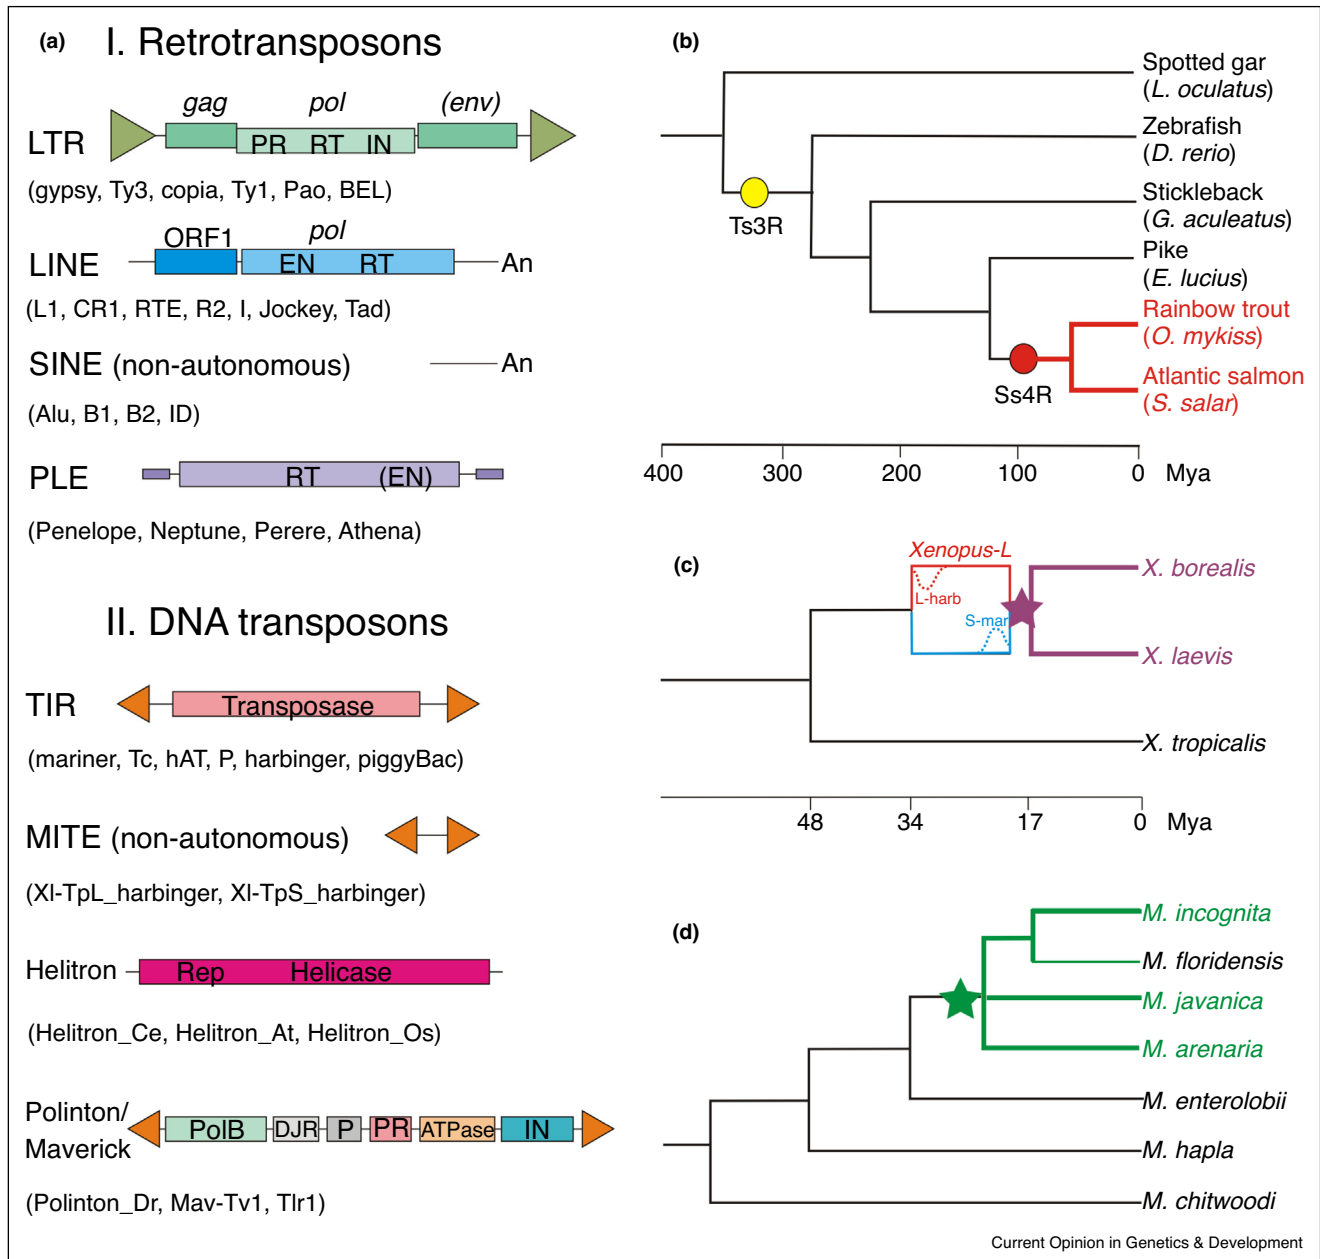 (a) I. Retrotransposons
gag pol (env)
LTR
PR RT IN
(gypsy, Ty3, copia, Ty1, Pao, BEL)
ORF1 pol
LINE
EN RT
An
(L1, CR1, RTE, R2, I, Jockey, Tad)
SINE (non-autonomous)
An
(Alu, B1, B2, ID)
PLE
RT (EN)
(Penelope, Neptune, Perere, Athena)
II. DNA transposons
TIR
Transposase
(mariner, Tc, hAT, P, harbinger, piggyBac)
MITE (non-autonomous)
(Xl-TpL_harbinger, Xl-TpS_harbinger)
Helitron
Rep Helicase
(Helitron_Ce, Helitron_At, Helitron_Os)
Polinton/
Maverick
PolB DJR P PR ATPase IN
(Polinton_Dr, Mav-Tv1, Tlr1)
(b)
Spotted gar
(L. oculatus)
Zebrafish
(D. rerio)
Ts3R
Stickleback
(G. aculeatus)
Pike
(E. lucius)
Rainbow trout
(O. mykiss)
Ss4R
Atlantic salmon
(S. salar)
400 300 200 100 0 Mya
(c)
Xenopus-L
L-harb
S-mar
X. borealis
X. laevis
X. tropicalis
48 34 17 0 Mya
(d)
M. incognita
M. floridensis
M. javanica
M. arenaria
M. enterolobii
M. hapla
M. chitwoodi
Current Opinion in Genetics & Development